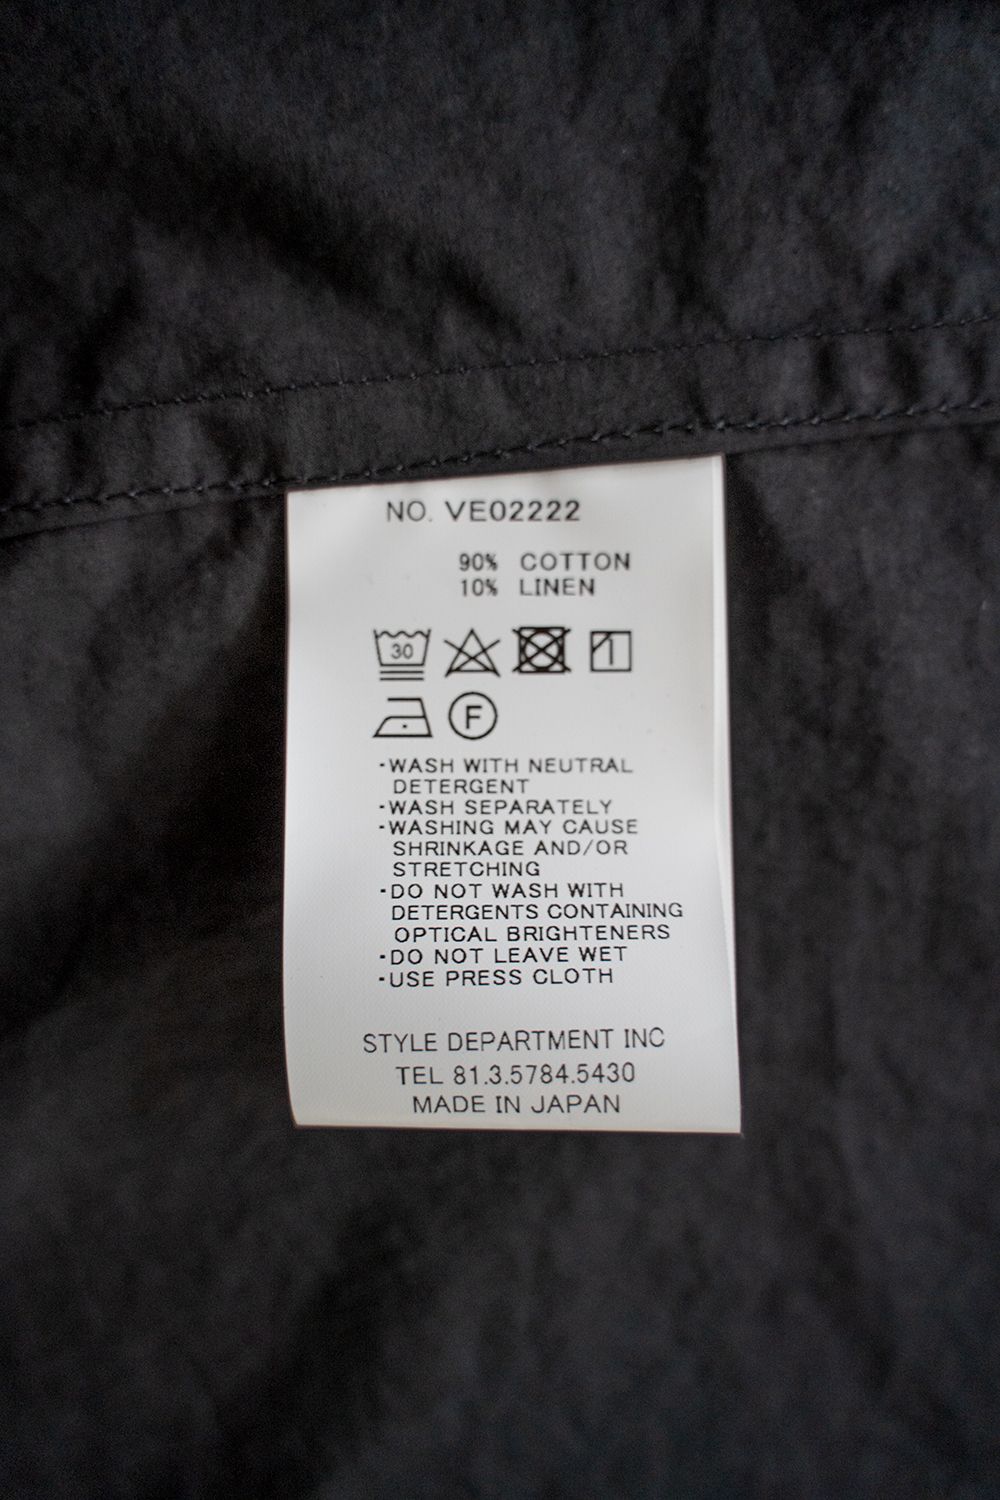 NO. VE02222
90% COTTON
10% LINEN
30
F
·WASH WITH NEUTRAL
DETERGENT
·WASH SEPARATELY
·WASHING MAY CAUSE
SHRINKAGE AND/OR
STRETCHING
·DO NOT WASH WITH
DETERGENTS CONTAINING
OPTICAL BRIGHTENERS
·DO NOT LEAVE WET
·USE PRESS CLOTH
STYLE DEPARTMENT INC
TEL 81.3.5784.5430
MADE IN JAPAN